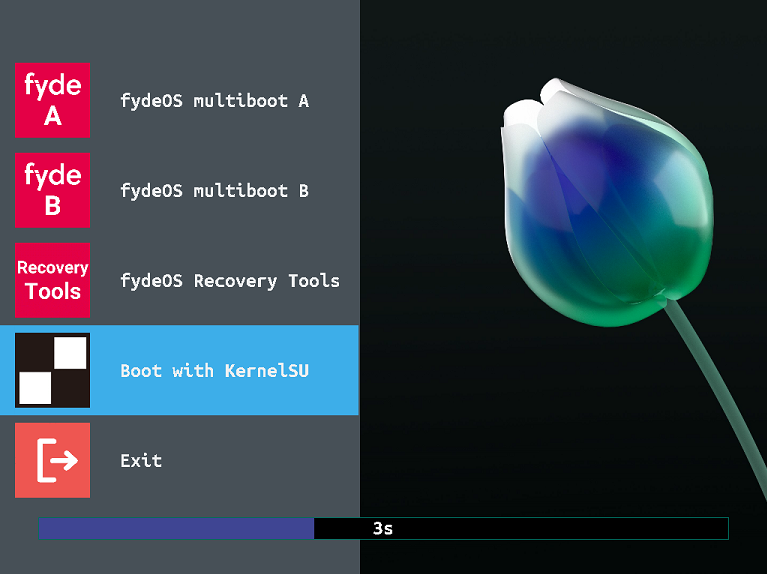 fyde
A
fydeOS multiboot A
fyde
B
fydeOS multiboot B
Recovery
Tools
fydeOS Recovery Tools
Boot with KernelSU
Exit
3s